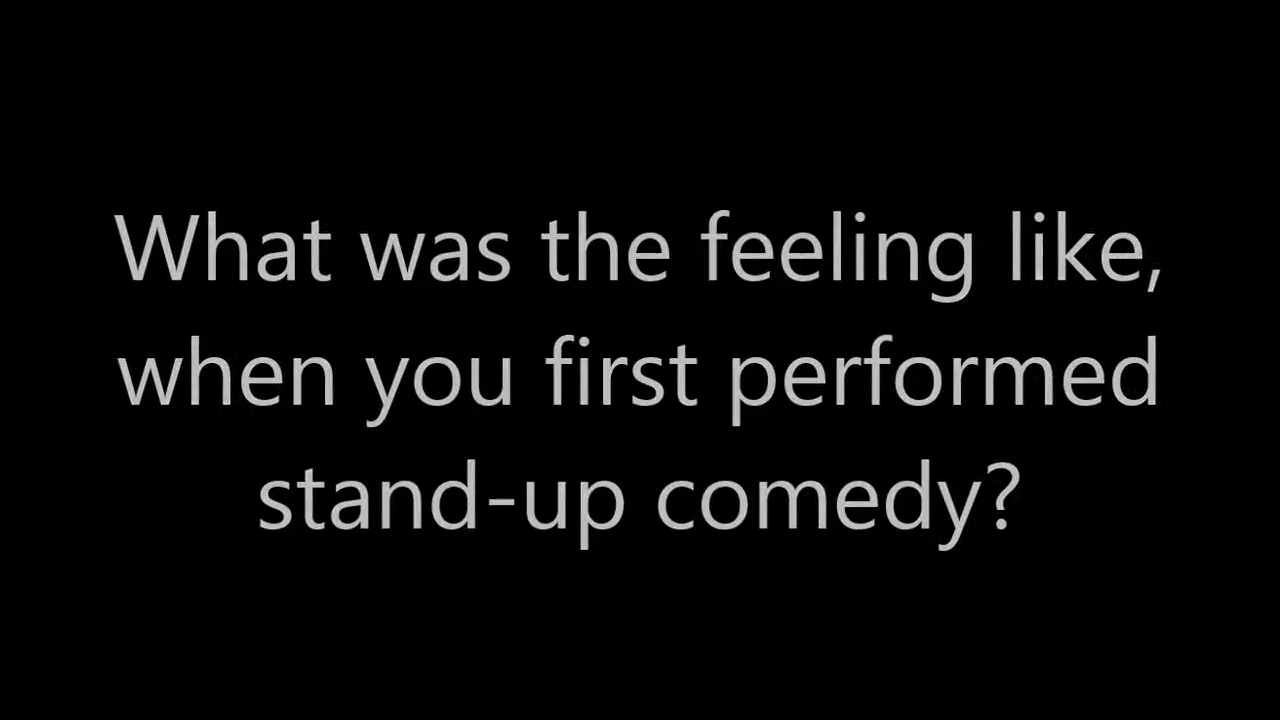 What was the feeling like,
when you first performed
stand-up comedy?